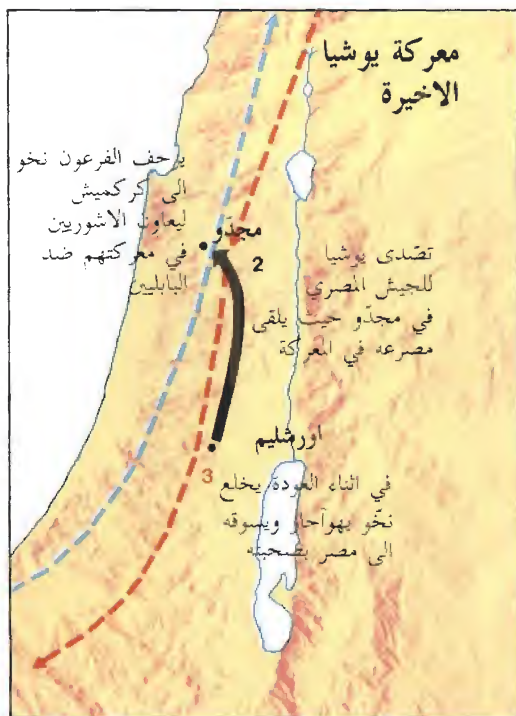 معركة يوشيا
الاخيرة
يزحف الفرعون نخو
الى كركميش
ليعاون الاشوريين
في معركتهم ضد
البابليين
مجدّو
2
تصدى يوشيا
للجيش المصري
في مجدّو حيث يلقى
مصرعه في المعركة
اورشليم
3
في اثناء العودة يخلع
نخّو يهوآحاز ويسوقه
الى مصر بصحبته